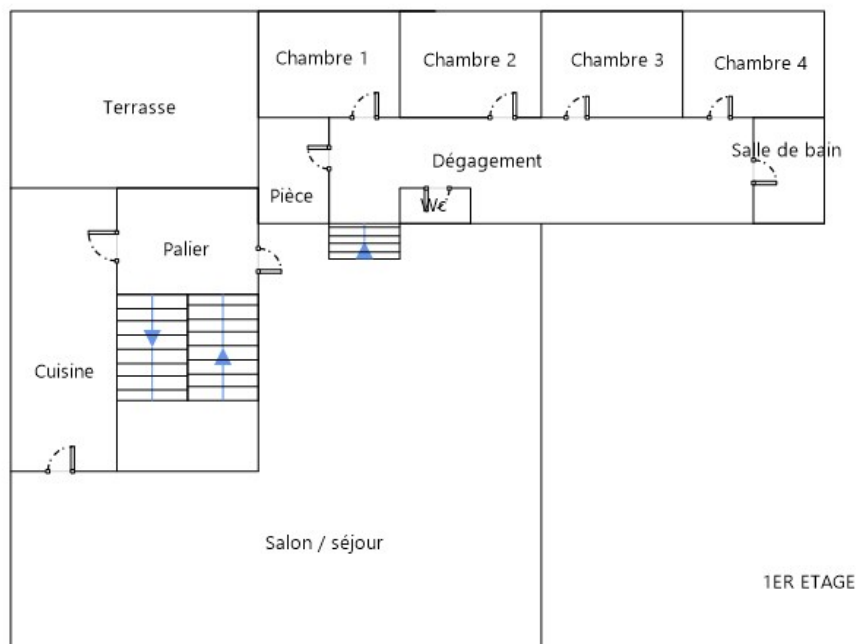 Chambre 1
Chambre 2
Chambre 3
Chambre 4
Terrasse
Dégagement
Salle de bain
Pièce
WC
Palier
Cuisine
Salon / séjour
1ER ETAGE